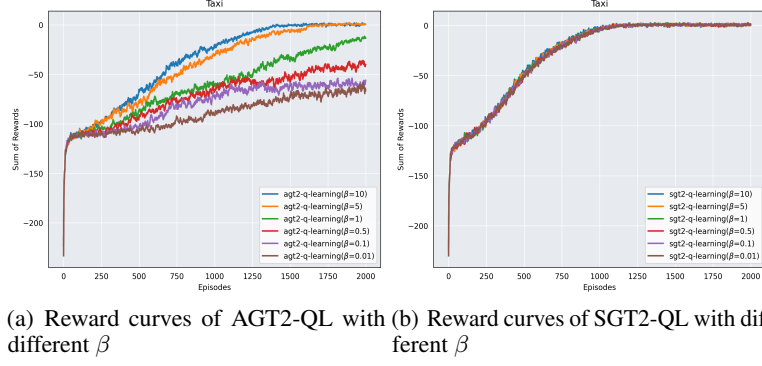 Taxi
0
−50
−100
−150
−200
Sum of Rewards
0 250 500 750 1000 1250 1500 1750 2000
Episodes
agt2-q-learning(β=10)
agt2-q-learning(β=5)
agt2-q-learning(β=1)
agt2-q-learning(β=0.5)
agt2-q-learning(β=0.1)
agt2-q-learning(β=0.01)
(a) Reward curves of AGT2-QL with
different β
Taxi
0
−50
−100
−150
−200
Sum of Rewards
0 250 500 750 1000 1250 1500 1750 2000
Episodes
sgt2-q-learning(β=10)
sgt2-q-learning(β=5)
sgt2-q-learning(β=1)
sgt2-q-learning(β=0.5)
sgt2-q-learning(β=0.1)
sgt2-q-learning(β=0.01)
(b) Reward curves of SGT2-QL with dif
ferent β